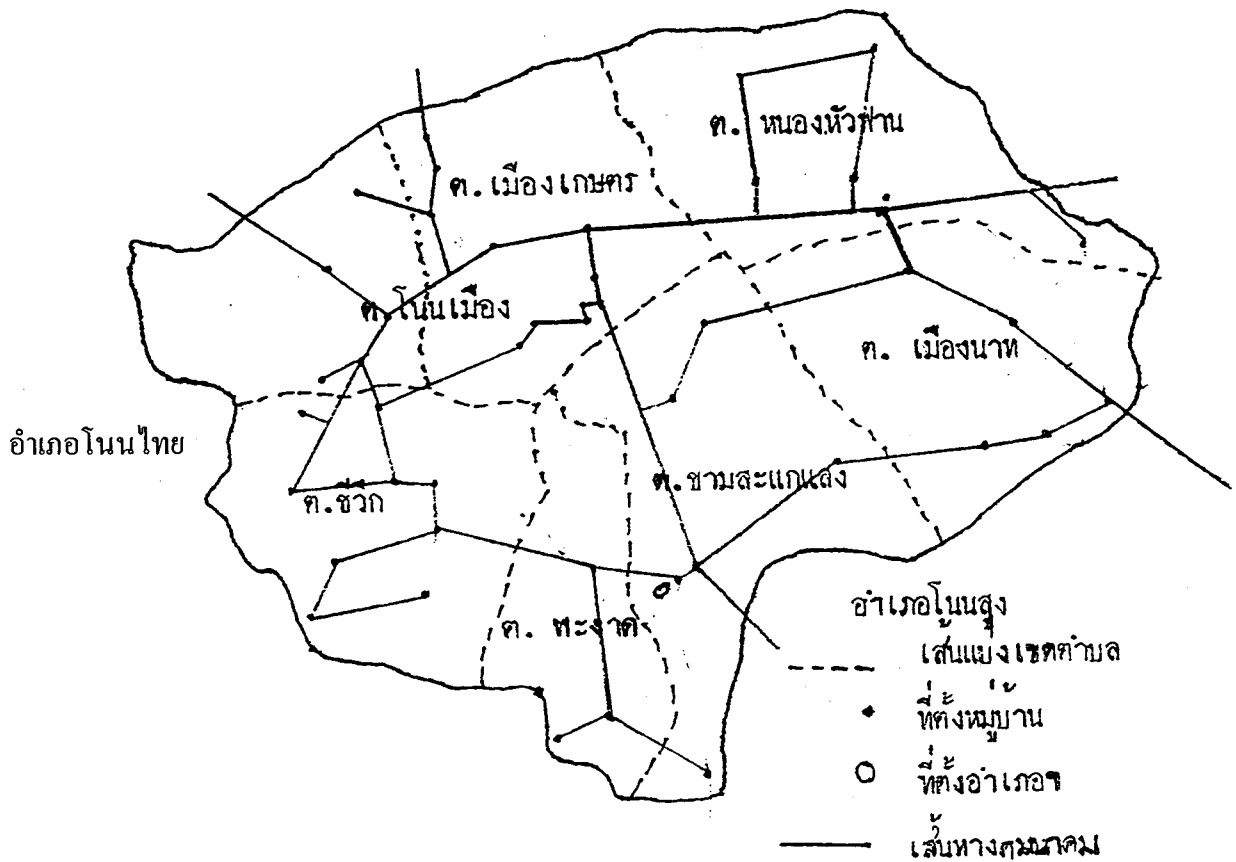 ต. หนองหัวฟาน
ต. เมืองเกษตร
ต โนนเมือง
ต. เมืองนาท
อำเภอโนนไทย
ต.ขามสะแกแสง
ต.ชีวึก
อำเภอโนนสูง
ต. พะงาด
เส้นแบ่งเขตตำบล
ที่ตั้งหมู่บ้าน
ที่ตั้งอำเภอฯ
เส้นทางคมนาคม